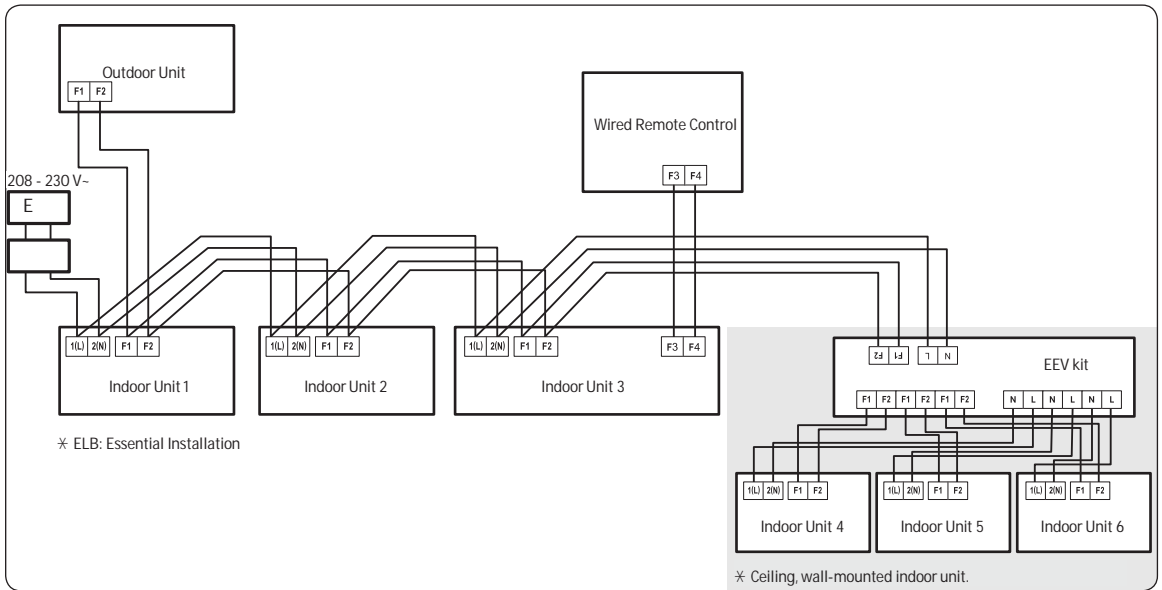 Outdoor Unit
F1 F2
Wired Remote Control
F3 F4
208 - 230 V~
E
1(L) 2(N) F1 F2
Indoor Unit 1
1(L) 2(N) F1 F2
Indoor Unit 2
1(L) 2(N) F1 F2 F3 F4
Indoor Unit 3
F2 F1 L N
EEV kit
F1 F2 F1 F2 F1 F2 N L N L N L
1(L) 2(N) F1 F2
Indoor Unit 4
1(L) 2(N) F1 F2
Indoor Unit 5
1(L) 2(N) F1 F2
Indoor Unit 6
⚹ ELB: Essential Installation
⚹ Ceiling, wall-mounted indoor unit.